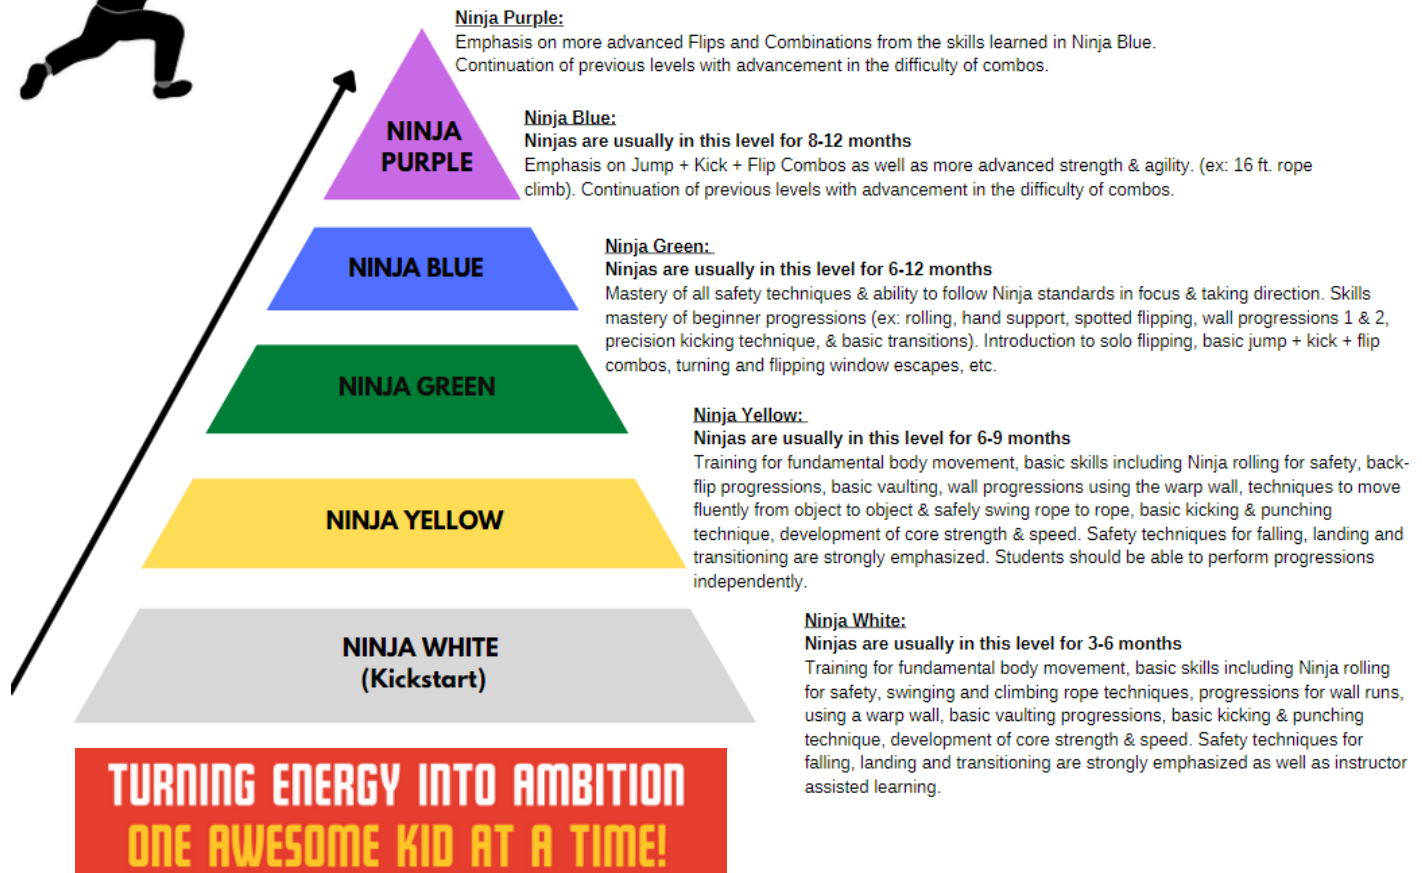 Ninja Purple:
Emphasis on more advanced Flips and Combinations from the skills learned in Ninja Blue.
Continuation of previous levels with advancement in the difficulty of combos.
NINJA
PURPLE
Ninja Blue:
Ninjas are usually in this level for 8-12 months
Emphasis on Jump + Kick + Flip Combos as well as more advanced strength & agility. (ex: 16 ft. rope
climb). Continuation of previous levels with advancement in the difficulty of combos.
NINJA BLUE
Ninja Green:
Ninjas are usually in this level for 6-12 months
Mastery of all safety techniques & ability to follow Ninja standards in focus & taking direction. Skills
mastery of beginner progressions (ex: rolling, hand support, spotted flipping, wall progressions 1 & 2,
precision kicking technique, & basic transitions). Introduction to solo flipping, basic jump + kick + flip
combos, turning and flipping window escapes, etc.
NINJA GREEN
Ninja Yellow:
Ninjas are usually in this level for 6-9 months
Training for fundamental body movement, basic skills including Ninja rolling for safety, back-
flip progressions, basic vaulting, wall progressions using the warp wall, techniques to move
fluently from object to object & safely swing rope to rope, basic kicking & punching
technique, development of core strength & speed. Safety techniques for falling, landing and
transitioning are strongly emphasized. Students should be able to perform progressions
independently.
NINJA YELLOW
Ninja White:
Ninjas are usually in this level for 3-6 months
Training for fundamental body movement, basic skills including Ninja rolling
for safety, swinging and climbing rope techniques, progressions for wall runs,
using a warp wall, basic vaulting progressions, basic kicking & punching
technique, development of core strength & speed. Safety techniques for
falling, landing and transitioning are strongly emphasized as well as instructor
assisted learning.
NINJA WHITE
(Kickstart)
TURNING ENERGY INTO AMBITION
ONE AWESOME KID AT A TIME!